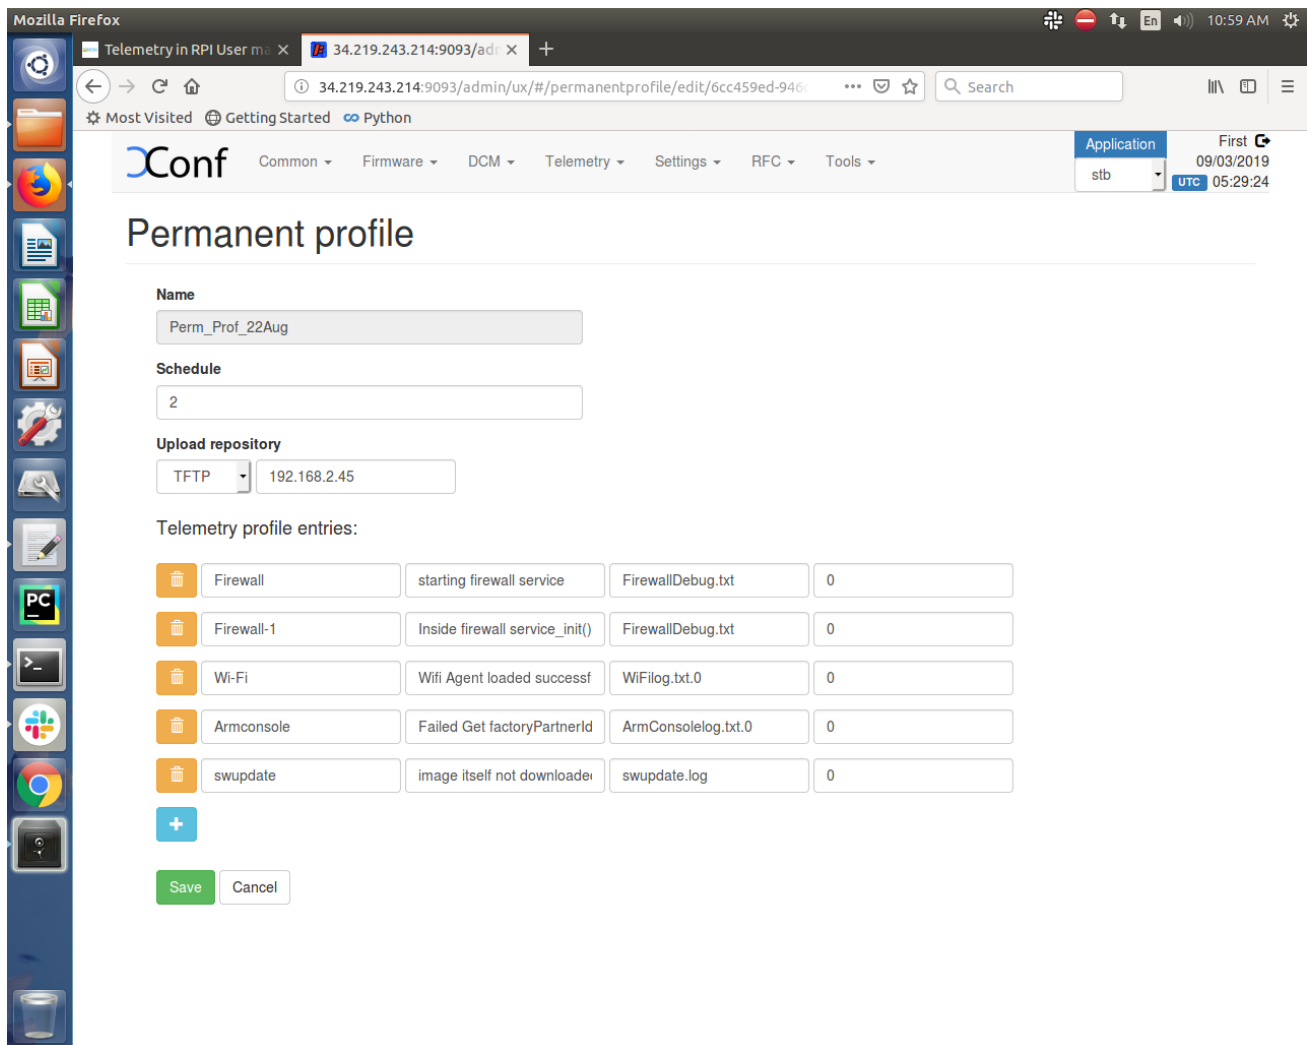 Mozilla Firefox En 10:59 AM
Telemetry in RPI User ma 34.219.243.214:9093/adr
34.219.243.214:9093/admin/ux/#/permanentprofile/edit/6cc459ed-946 Search
Most Visited Getting Started Python
XConf Common Firmware DCM Telemetry Settings RFC Tools
Application First
stb 09/03/2019
UTC 05:29:24
Permanent profile
Name
Perm_Prof_22Aug
Schedule
2
Upload repository
TFTP 192.168.2.45
Telemetry profile entries:
Firewall starting firewall service FirewallDebug.txt 0
Firewall-1 Inside firewall service_init() FirewallDebug.txt 0
Wi-Fi Wifi Agent loaded successf WiFilog.txt.0 0
Armconsole Failed Get factoryPartnerId ArmConsolelog.txt.0 0
swupdate image itself not downloade swupdate.log 0
Save Cancel
PC